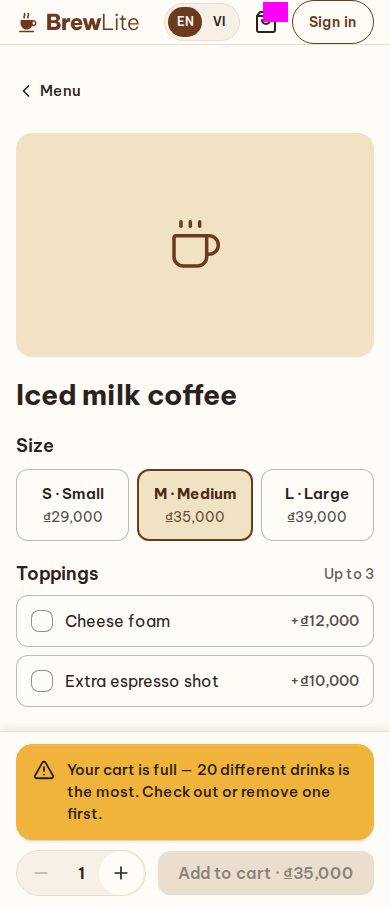 BrewLite EN VI Sign in
Menu
Iced milk coffee
Size
S · Small M · Medium L · Large
₫29,000 ₫35,000 ₫39,000
Toppings Up to 3
Cheese foam +₫12,000
Extra espresso shot +₫10,000
Your cart is full — 20 different drinks is
the most. Check out or remove one
first.
1 Add to cart · ₫35,000